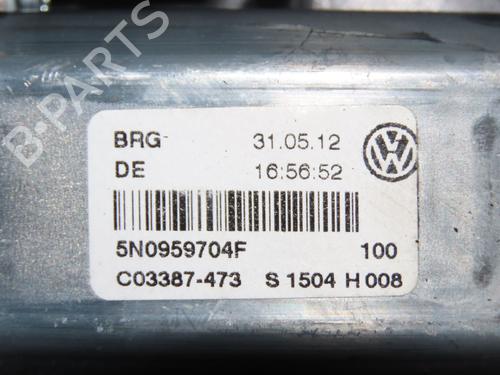 B-PARTS
BRG 31.05.12
DE 16:56:52
5N0959704F 100
C03387-473 S 1504 H 008